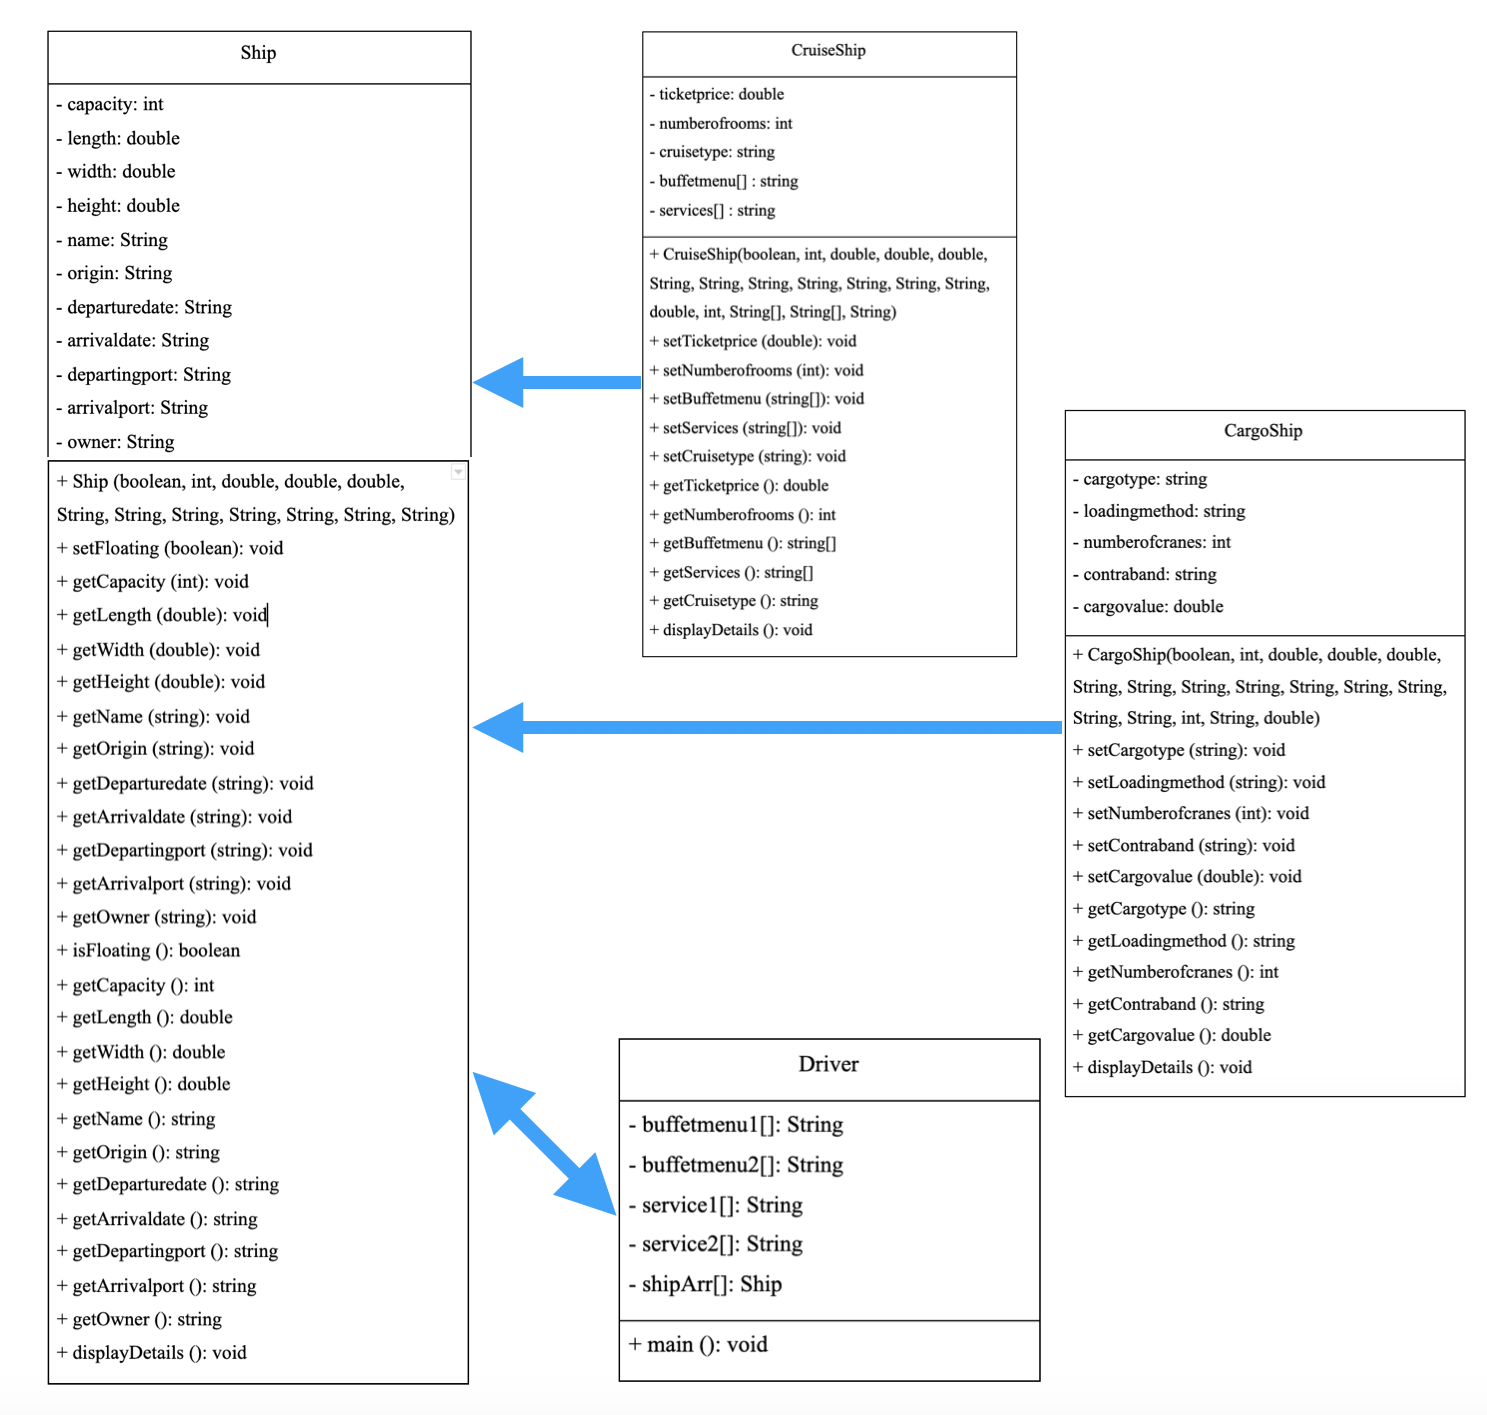 Ship
- capacity: int
- length: double
- width: double
- height: double
- name: String
- origin: String
- departuredate: String
- arrivaldate: String
- departingport: String
- arrivalport: String
- owner: String
+ Ship (boolean, int, double, double, double,
String, String, String, String, String, String, String)
+ setFloating (boolean): void
+ getCapacity (int): void
+ getLength (double): void
+ getWidth (double): void
+ getHeight (double): void
+ getName (string): void
+ getOrigin (string): void
+ getDeparturedate (string): void
+ getArrivaldate (string): void
+ getDepartingport (string): void
+ getArrivalport (string): void
+ getOwner (string): void
+ isFloating (): boolean
+ getCapacity (): int
+ getLength (): double
+ getWidth (): double
+ getHeight (): double
+ getName (): string
+ getOrigin (): string
+ getDeparturedate (): string
+ getArrivaldate (): string
+ getDepartingport (): string
+ getArrivalport (): string
+ getOwner (): string
+ displayDetails (): void
CruiseShip
- ticketprice: double
- numberofrooms: int
- cruisetype: string
- buffetmenu[] : string
- services[] : string
+ CruiseShip(boolean, int, double, double, double,
String, String, String, String, String, String, String,
double, int, String[], String[], String)
+ setTicketprice (double): void
+ setNumberofrooms (int): void
+ setBuffetmenu (string[]): void
+ setServices (string[]): void
+ setCruisetype (string): void
+ getTicketprice (): double
+ getNumberofrooms (): int
+ getBuffetmenu (): string[]
+ getServices (): string[]
+ getCruisetype (): string
+ displayDetails (): void
CargoShip
- cargotype: string
- loadingmethod: string
- numberofcranes: int
- contraband: string
- cargovalue: double
+ CargoShip(boolean, int, double, double, double,
String, String, String, String, String, String, String,
String, String, int, String, double)
+ setCargotype (string): void
+ setLoadingmethod (string): void
+ setNumberofcranes (int): void
+ setContraband (string): void
+ setCargovalue (double): void
+ getCargotype (): string
+ getLoadingmethod (): string
+ getNumberofcranes (): int
+ getContraband (): string
+ getCargovalue (): double
+ displayDetails (): void
Driver
- buffetmenu1[]: String
- buffetmenu2[]: String
- service1[]: String
- service2[]: String
- shipArr[]: Ship
+ main (): void